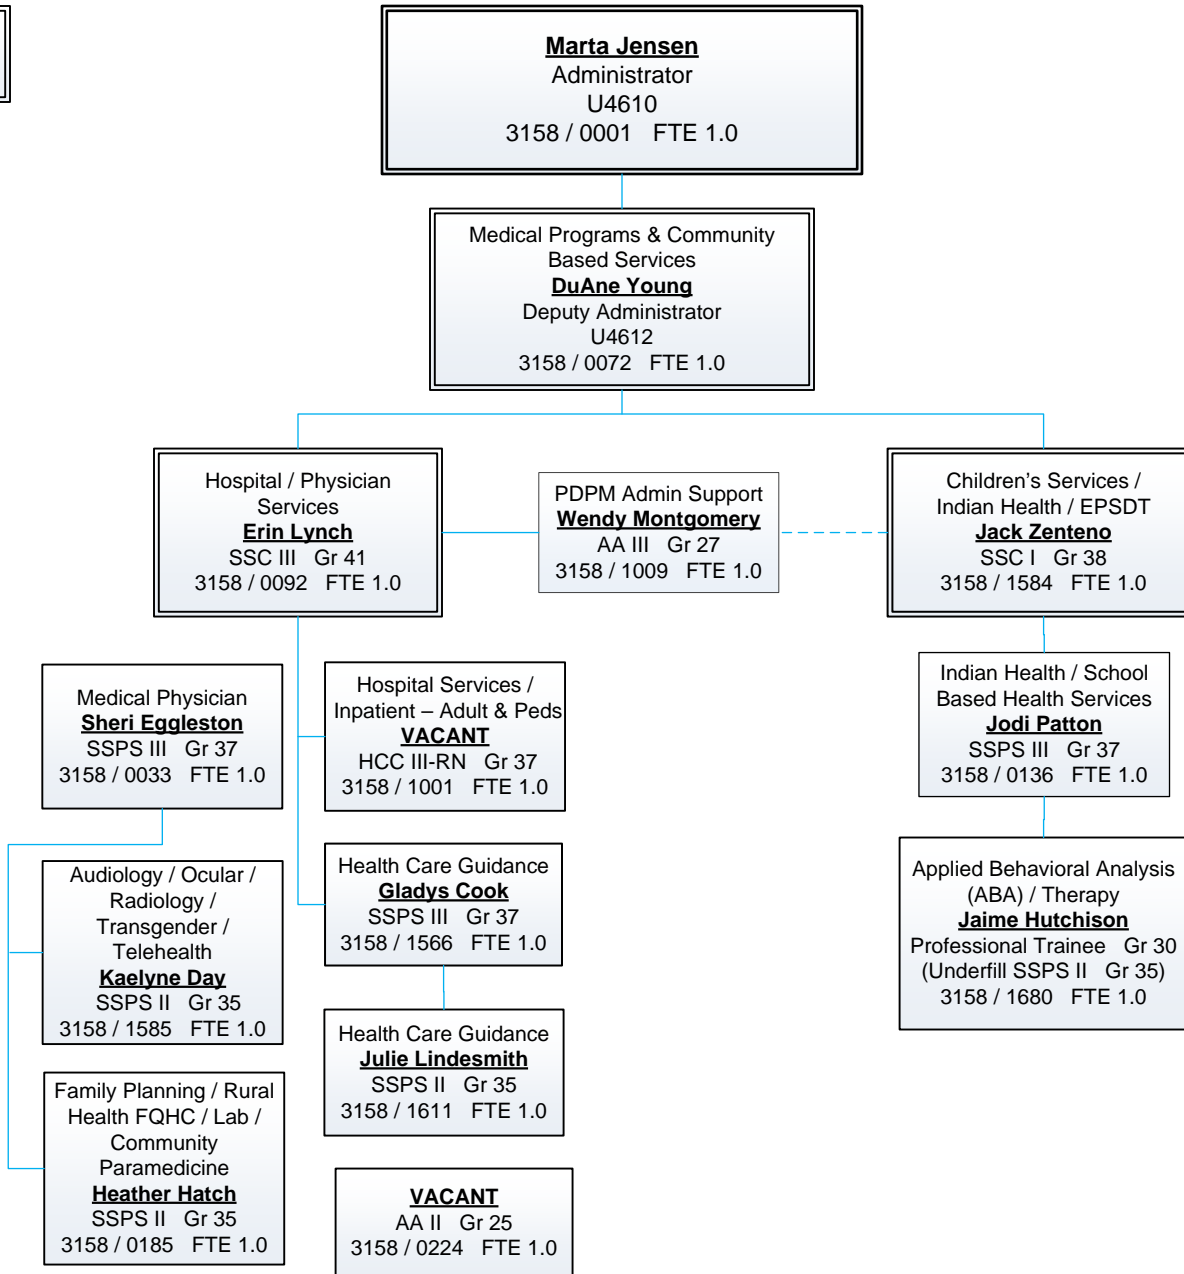 Marta Jensen
Administrator
U4610
3158 / 0001 FTE 1.0
Medical Programs & Community
Based Services
DuAne Young
Deputy Administrator
U4612
3158 / 0072 FTE 1.0
Hospital / Physician
Services
Erin Lynch
SSC III Gr 41
3158 / 0092 FTE 1.0
PDPM Admin Support
Wendy Montgomery
AA III Gr 27
3158 / 1009 FTE 1.0
Children’s Services /
Indian Health / EPSDT
Jack Zenteno
SSC I Gr 38
3158 / 1584 FTE 1.0
Medical Physician
Sheri Eggleston
SSPS III Gr 37
3158 / 0033 FTE 1.0
Hospital Services /
Inpatient – Adult & Peds
VACANT
HCC III-RN Gr 37
3158 / 1001 FTE 1.0
Indian Health / School
Based Health Services
Jodi Patton
SSPS III Gr 37
3158 / 0136 FTE 1.0
Audiology / Ocular /
Radiology /
Transgender /
Telehealth
Kaelyne Day
SSPS II Gr 35
3158 / 1585 FTE 1.0
Health Care Guidance
Gladys Cook
SSPS III Gr 37
3158 / 1566 FTE 1.0
Applied Behavioral Analysis
(ABA) / Therapy
Jaime Hutchison
Professional Trainee Gr 30
(Underfill SSPS II Gr 35)
3158 / 1680 FTE 1.0
Health Care Guidance
Julie Lindesmith
SSPS II Gr 35
3158 / 1611 FTE 1.0
Family Planning / Rural
Health FQHC / Lab /
Community
Paramedicine
Heather Hatch
SSPS II Gr 35
3158 / 0185 FTE 1.0
VACANT
AA II Gr 25
3158 / 0224 FTE 1.0